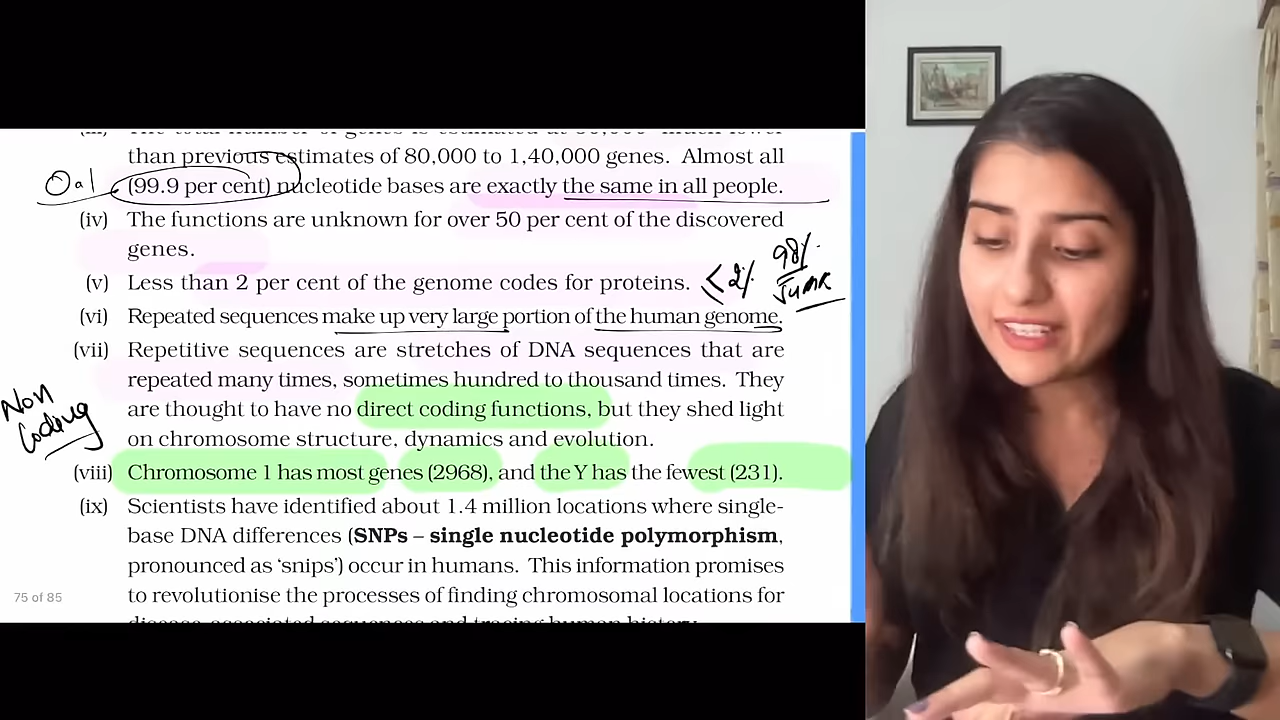 than previous estimates of 80,000 to 1,40,000 genes. Almost all
(99.9 per cent) nucleotide bases are exactly the same in all people.
(iv) The functions are unknown for over 50 per cent of the discovered
genes.
98%
(v) Less than 2 per cent of the genome codes for proteins. <2%
Junk
(vi) Repeated sequences make up very large portion of the human genome.
(vii) Repetitive sequences are stretches of DNA sequences that are
repeated many times, sometimes hundred to thousand times. They
Non
are thought to have no direct coding functions, but they shed light
Coding
on chromosome structure, dynamics and evolution.
(viii) Chromosome 1 has most genes (2968), and the Y has the fewest (231).
(ix) Scientists have identified about 1.4 million locations where single-
base DNA differences (SNPs – single nucleotide polymorphism,
pronounced as ‘snips’) occur in humans. This information promises
75 of 85
to revolutionise the processes of finding chromosomal locations for